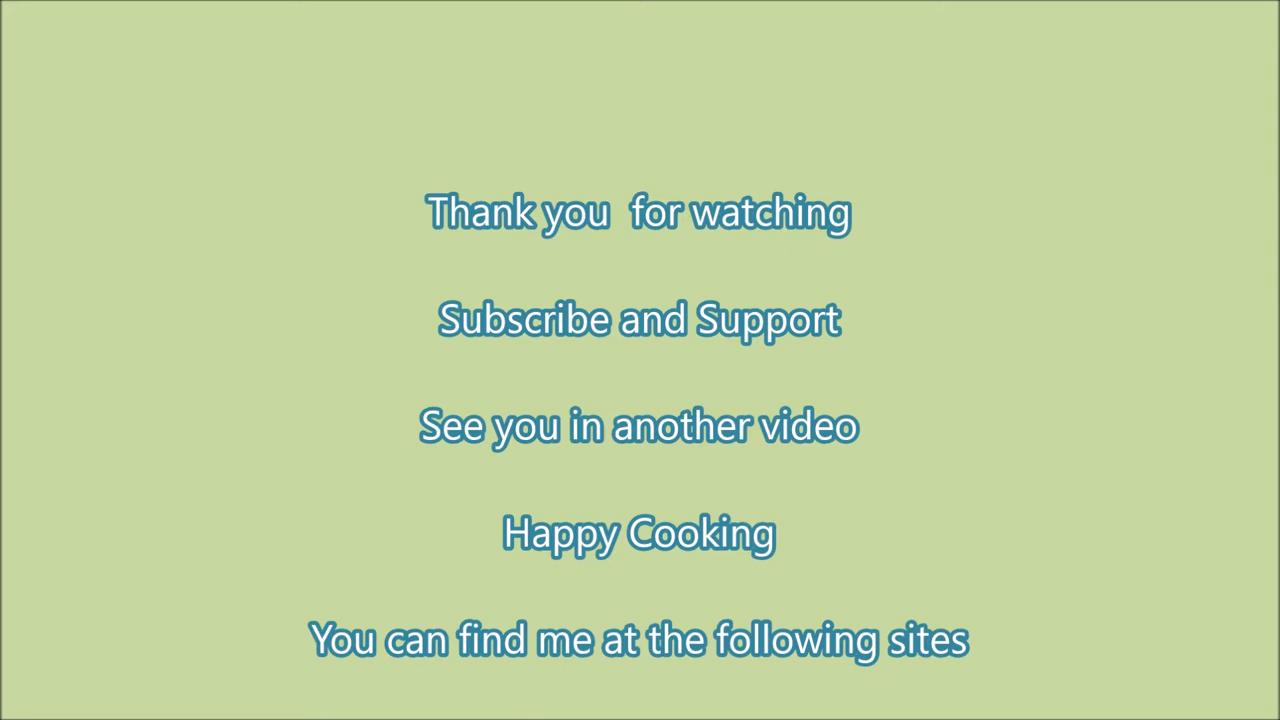 Thank you  for watching
Subscribe and Support
See you in another video
Happy Cooking
You can find me at the following sites